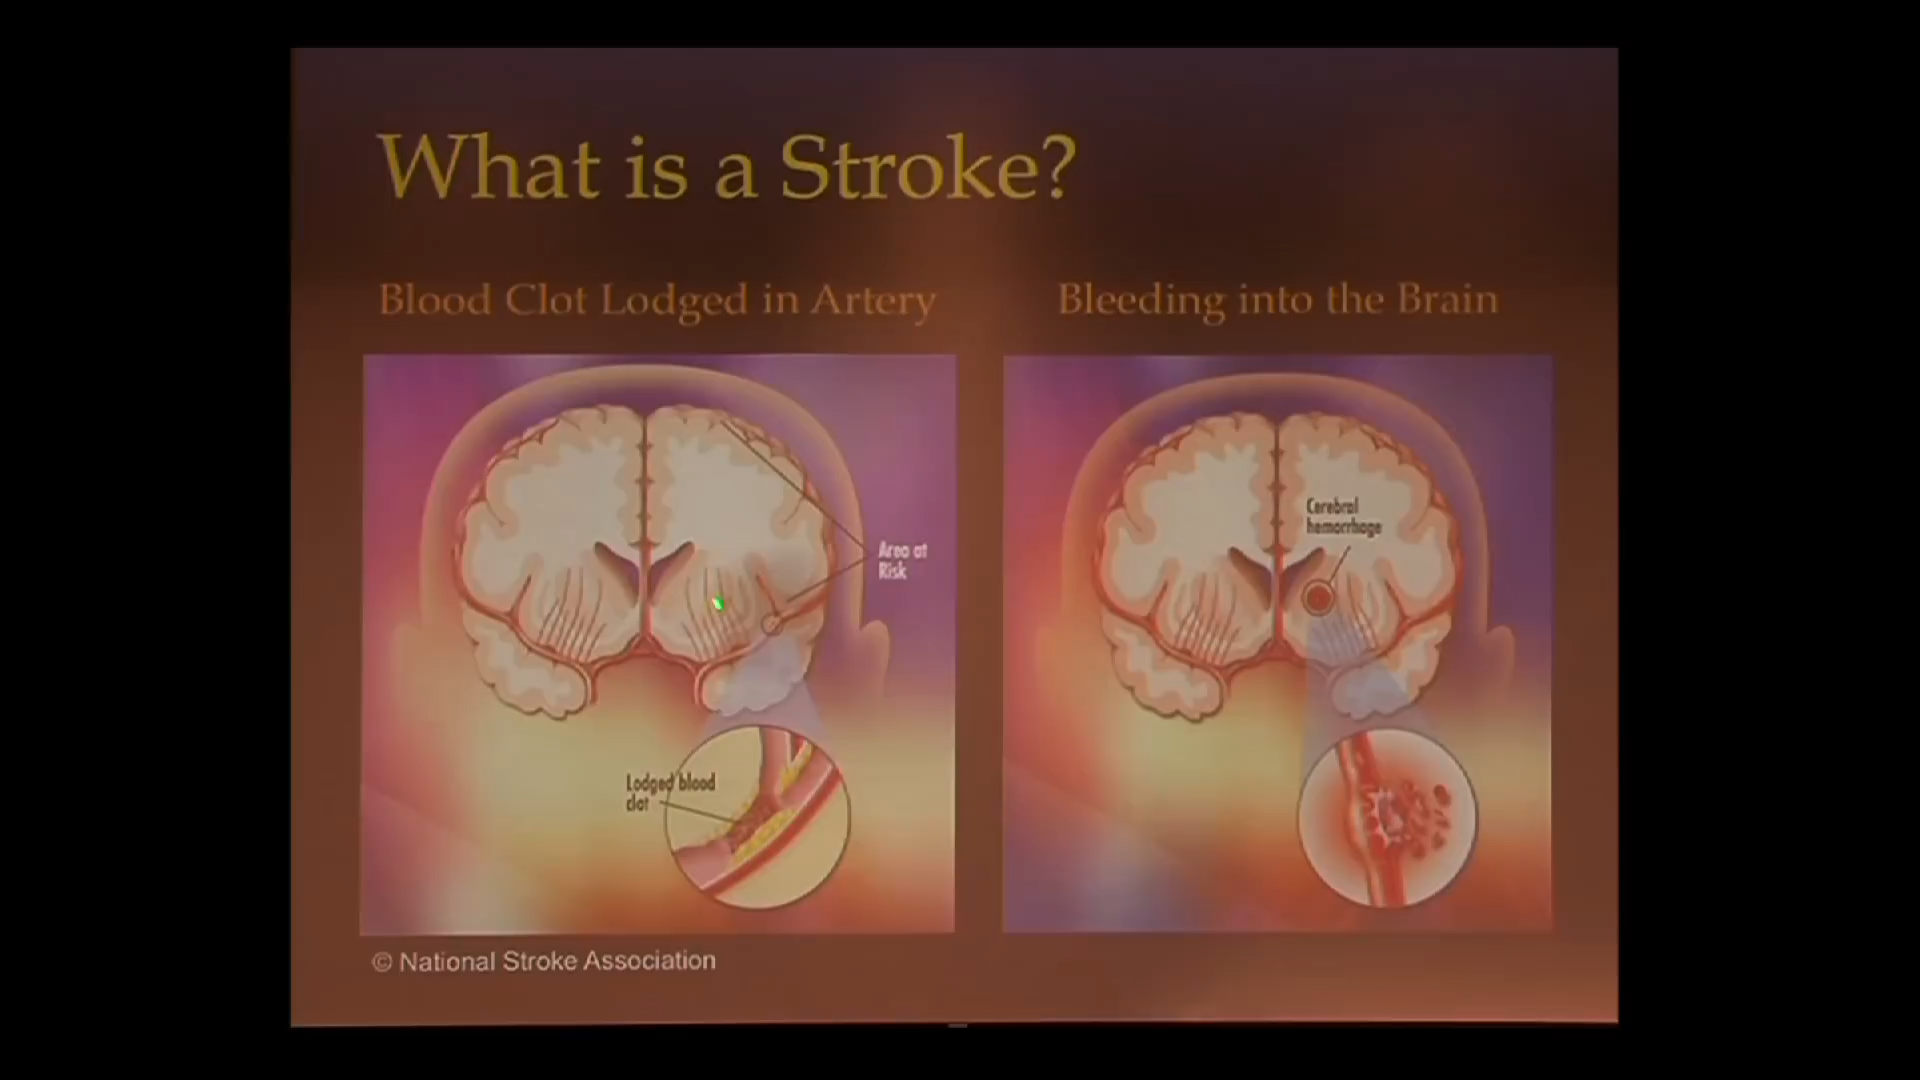 What is a Stroke?
Blood Clot Lodged in Artery
Bleeding into the Brain
Area at
Risk
Lodged blood
clot
Cerebral
hemorrhage
© National Stroke Association